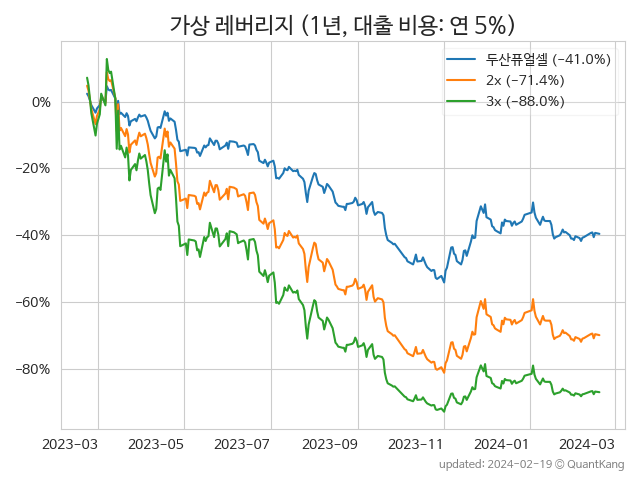 가상 레버리지 (1년, 대출 비용: 연 5%)
두산퓨얼셀 (−41.0%)
2x (−71.4%)
3x (−88.0%)
0%
−20%
−40%
−60%
−80%
2023−03 2023−05 2023−07 2023−09 2023−11 2024−01 2024−03
updated: 2024-02-19 © QuantKang